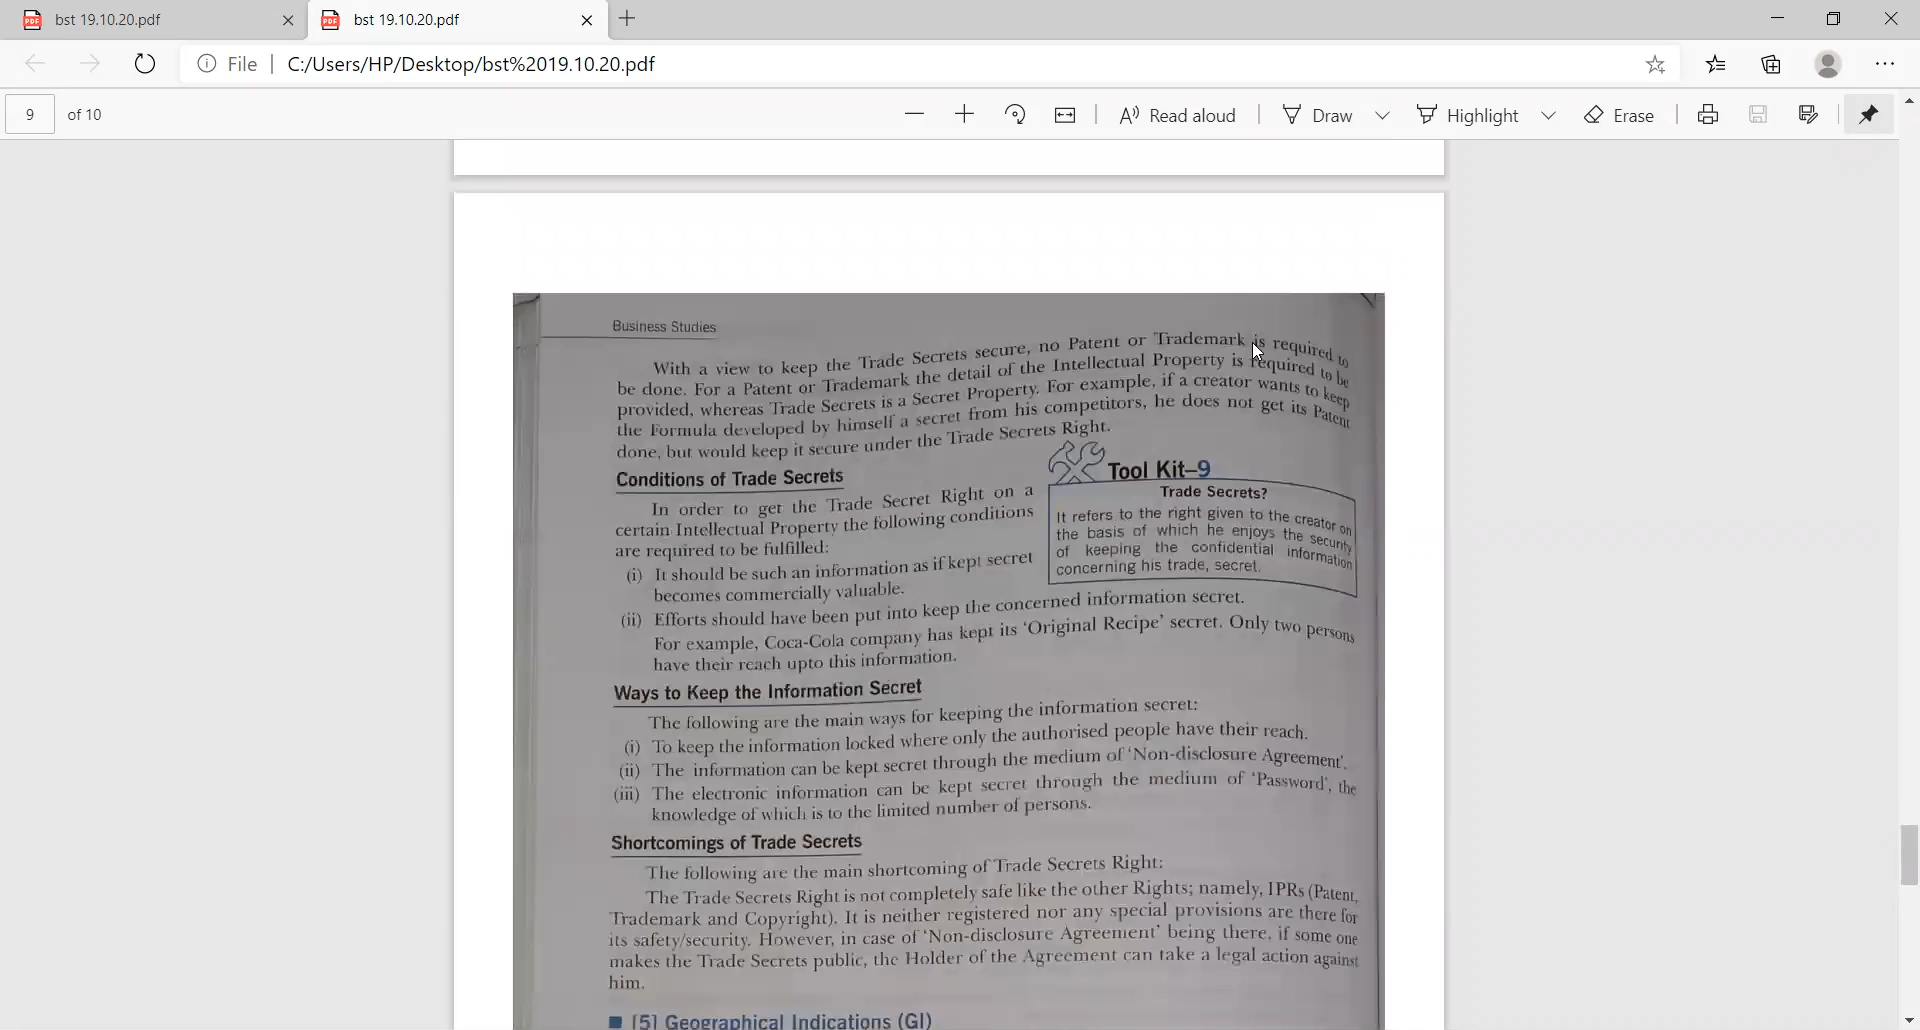 bst 19.10.20.pdf
bst 19.10.20.pdf
File
C:/Users/HP/Desktop/bst%2019.10.20.pdf
9 of 10
Read aloud
Draw
Highlight
Erase
Business Studies
With a view to keep the Trade Secrets secure, no Patent or Trademark is required to
be done. For a Patent or Trademark the detail of the Intellectual Property is required to be
provided, whereas Trade Secrets is a Secret Property. For example, if a creator wants to keep
the Formula developed by himself a secret from his competitors, he does not get its Patent
done, but would keep it secure under the Trade Secrets Right.
Conditions of Trade Secrets
In order to get the Trade Secret Right on a
certain Intellectual Property the following conditions
are required to be fulfilled:
(i) It should be such an information as if kept secret
becomes commercially valuable.
Tool Kit–9
Trade Secrets?
It refers to the right given to the creator on
the basis of which he enjoys the security
of keeping the confidential information
concerning his trade, secret.
(ii) Efforts should have been put into keep the concerned information secret.
For example, Coca-Cola company has kept its 'Original Recipe' secret. Only two persons
have their reach upto this information.
Ways to Keep the Information Secret
The following are the main ways for keeping the information secret:
(i) To keep the information locked where only the authorised people have their reach.
(ii) The information can be kept secret through the medium of 'Non-disclosure Agreement'.
(iii) The electronic information can be kept secret through the medium of 'Password', the
knowledge of which is to the limited number of persons.
Shortcomings of Trade Secrets
The following are the main shortcoming of Trade Secrets Right:
The Trade Secrets Right is not completely safe like the other Rights; namely, IPRs (Patent,
Trademark and Copyright). It is neither registered nor any special provisions are there for
its safety/security. However, in case of 'Non-disclosure Agreement' being there, if some one
makes the Trade Secrets public, the Holder of the Agreement can take a legal action against
him.
[5] Geographical Indications (GI)